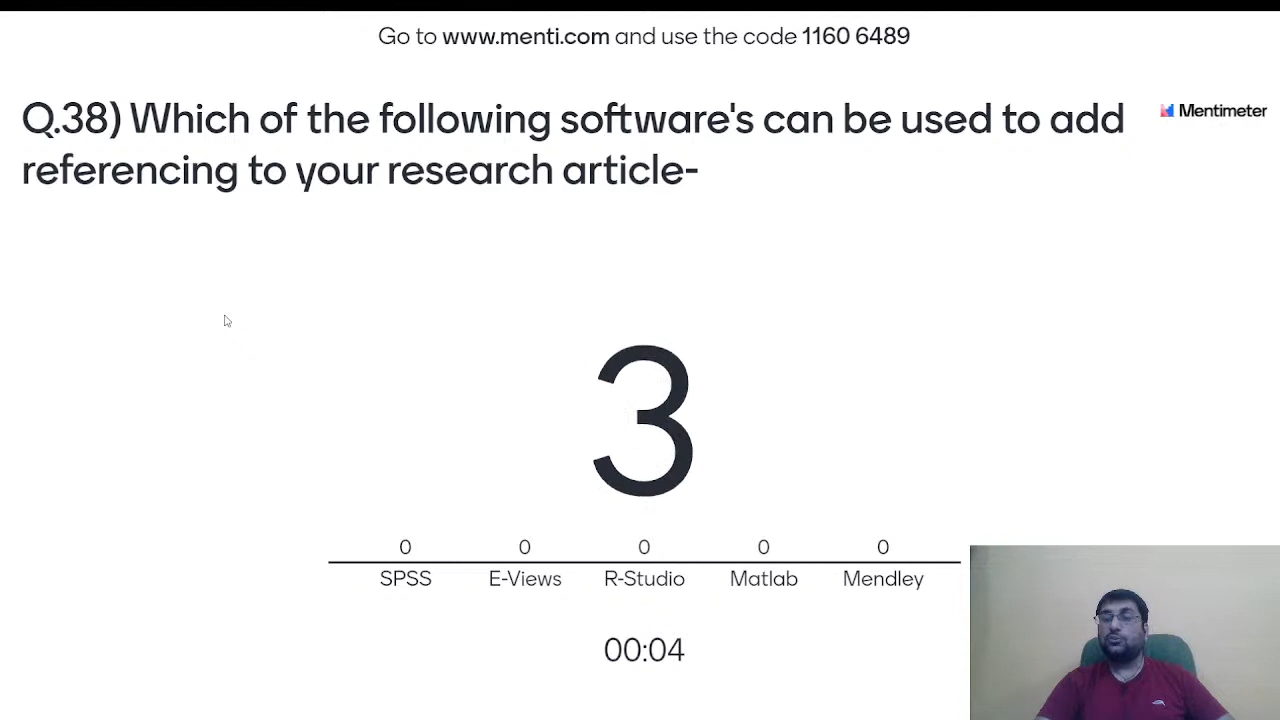 Go to www.menti.com and use the code 1160 6489
Q.38) Which of the following software's can be used to add
referencing to your research article-
Mentimeter
3
0 0 0 0 0
SPSS E-Views R-Studio Matlab Mendley
00:04